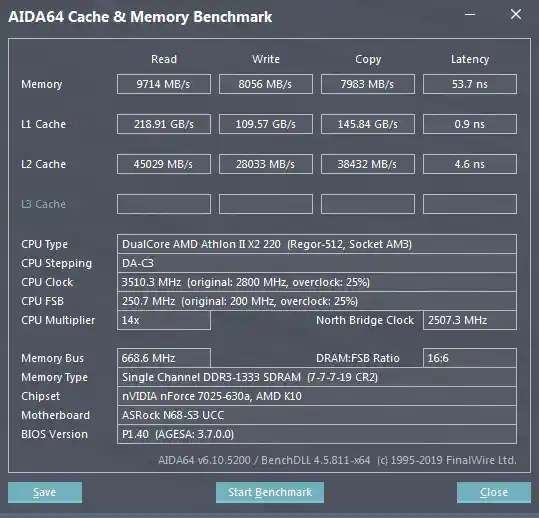 AIDA64 Cache & Memory Benchmark
Read Write Copy Latency
Memory 9714 MB/s 8056 MB/s 7983 MB/s 53.7 ns
L1 Cache 218.91 GB/s 109.57 GB/s 145.84 GB/s 0.9 ns
L2 Cache 45029 MB/s 28033 MB/s 38432 MB/s 4.6 ns
L3 Cache
CPU Type DualCore AMD Athlon II X2 220 (Regor-512, Socket AM3)
CPU Stepping DA-C3
CPU Clock 3510.3 MHz (original: 2800 MHz, overclock: 25%)
CPU FSB 250.7 MHz (original: 200 MHz, overclock: 25%)
CPU Multiplier 14x North Bridge Clock 2507.3 MHz
Memory Bus 668.6 MHz DRAM:FSB Ratio 16:6
Memory Type Single Channel DDR3-1333 SDRAM (7-7-7-19 CR2)
Chipset nVIDIA nForce 7025-630a, AMD K10
Motherboard ASRock N68-S3 UCC
BIOS Version P1.40 (AGESA: 3.7.0.0)
AIDA64 v6.10.5200 / BenchDLL 4.5.811-x64 (c) 1995-2019 FinalWire Ltd.
Save Start Benchmark Close